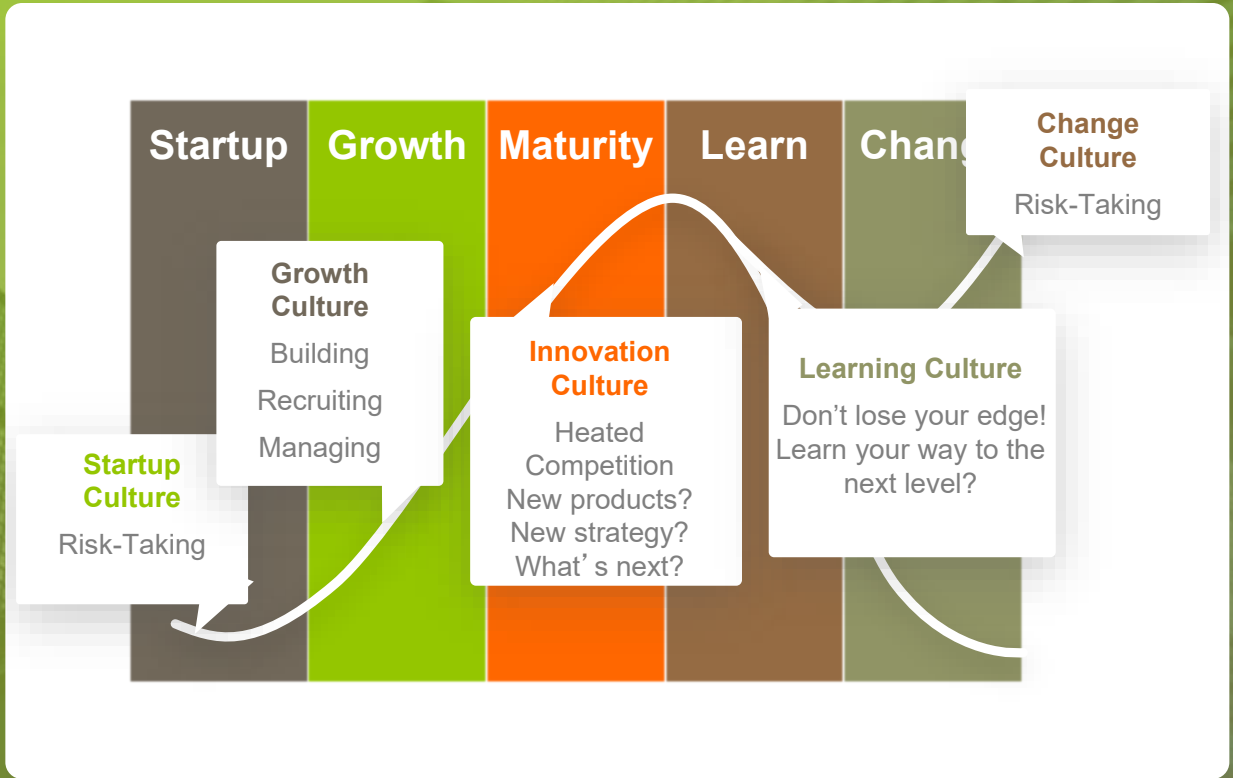 Startup
Growth
Maturity
Learn
Chang
Startup
Culture
Risk-Taking
Growth
Culture
Building
Recruiting
Managing
Innovation
Culture
Heated
Competition
New products?
New strategy?
What’s next?
Learning Culture
Don’t lose your edge!
Learn your way to the
next level?
Change
Culture
Risk-Taking